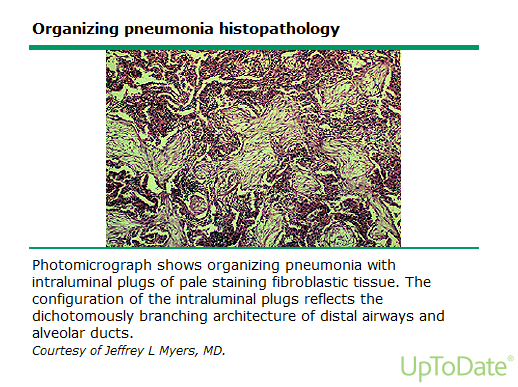 Organizing pneumonia histopathology
Photomicrograph shows organizing pneumonia with
intraluminal plugs of pale staining fibroblastic tissue. The
configuration of the intraluminal plugs reflects the
dichotomously branching architecture of distal airways and
alveolar ducts.
Courtesy of Jeffrey L Myers, MD.
UpToDate®